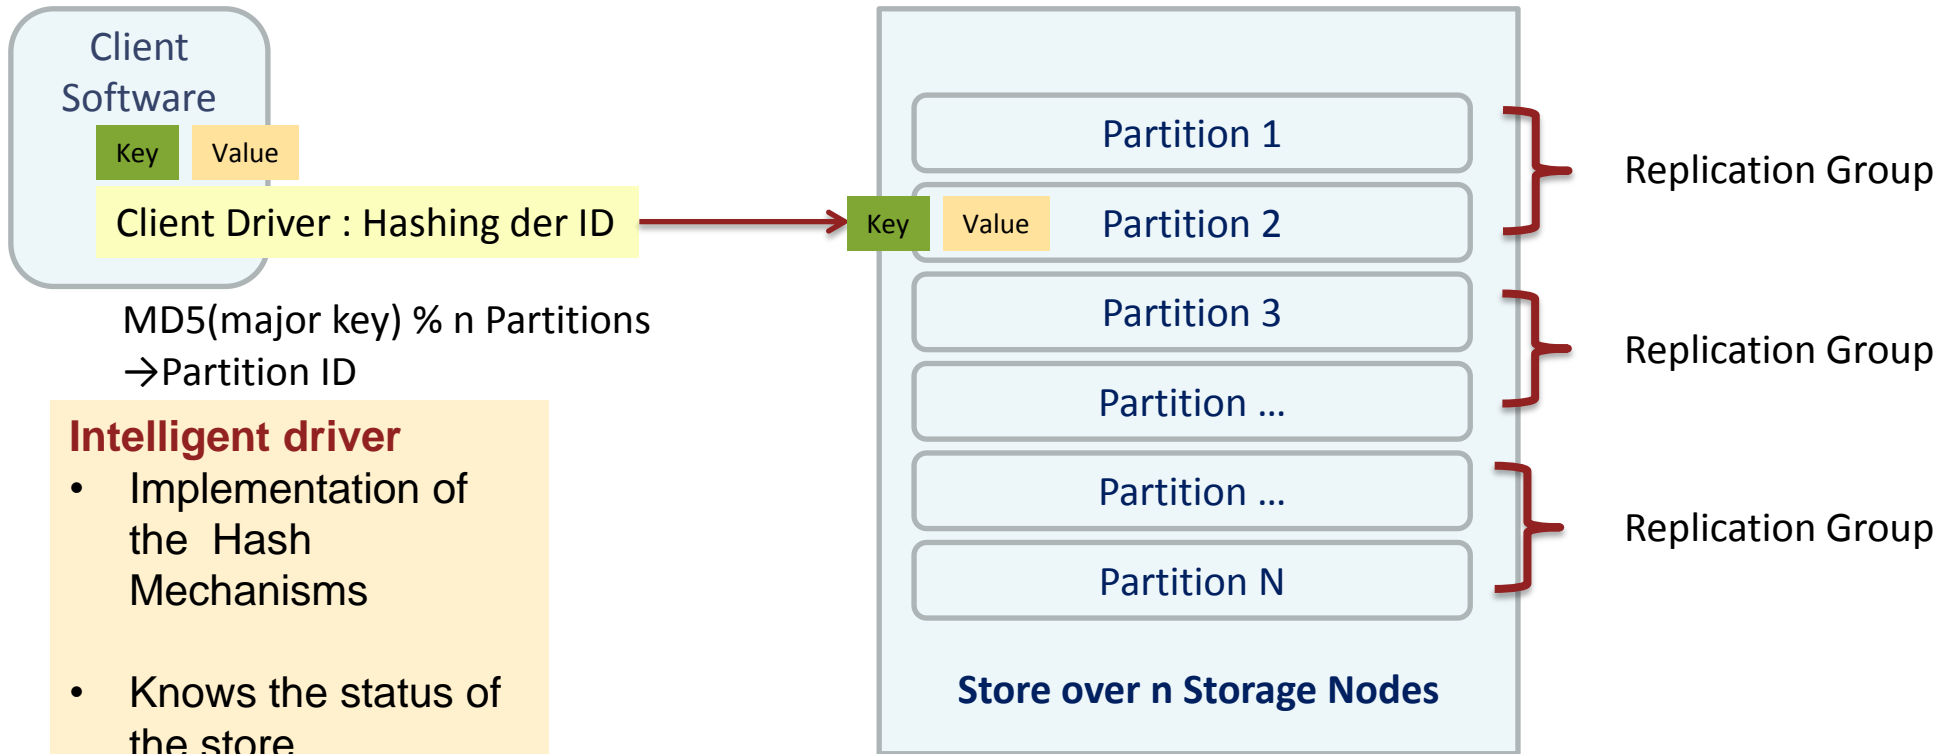 Client
Software
Key
Value
Client Driver : Hashing der ID
MD5(major key) % n Partitions
→Partition ID
Intelligent driver
• Implementation of
the Hash
Mechanisms
• Knows the status of
the store
Partition 1
Key
Value
Partition 2
Partition 3
Partition ...
Partition ...
Partition N
Store over n Storage Nodes
Replication Group
Replication Group
Replication Group